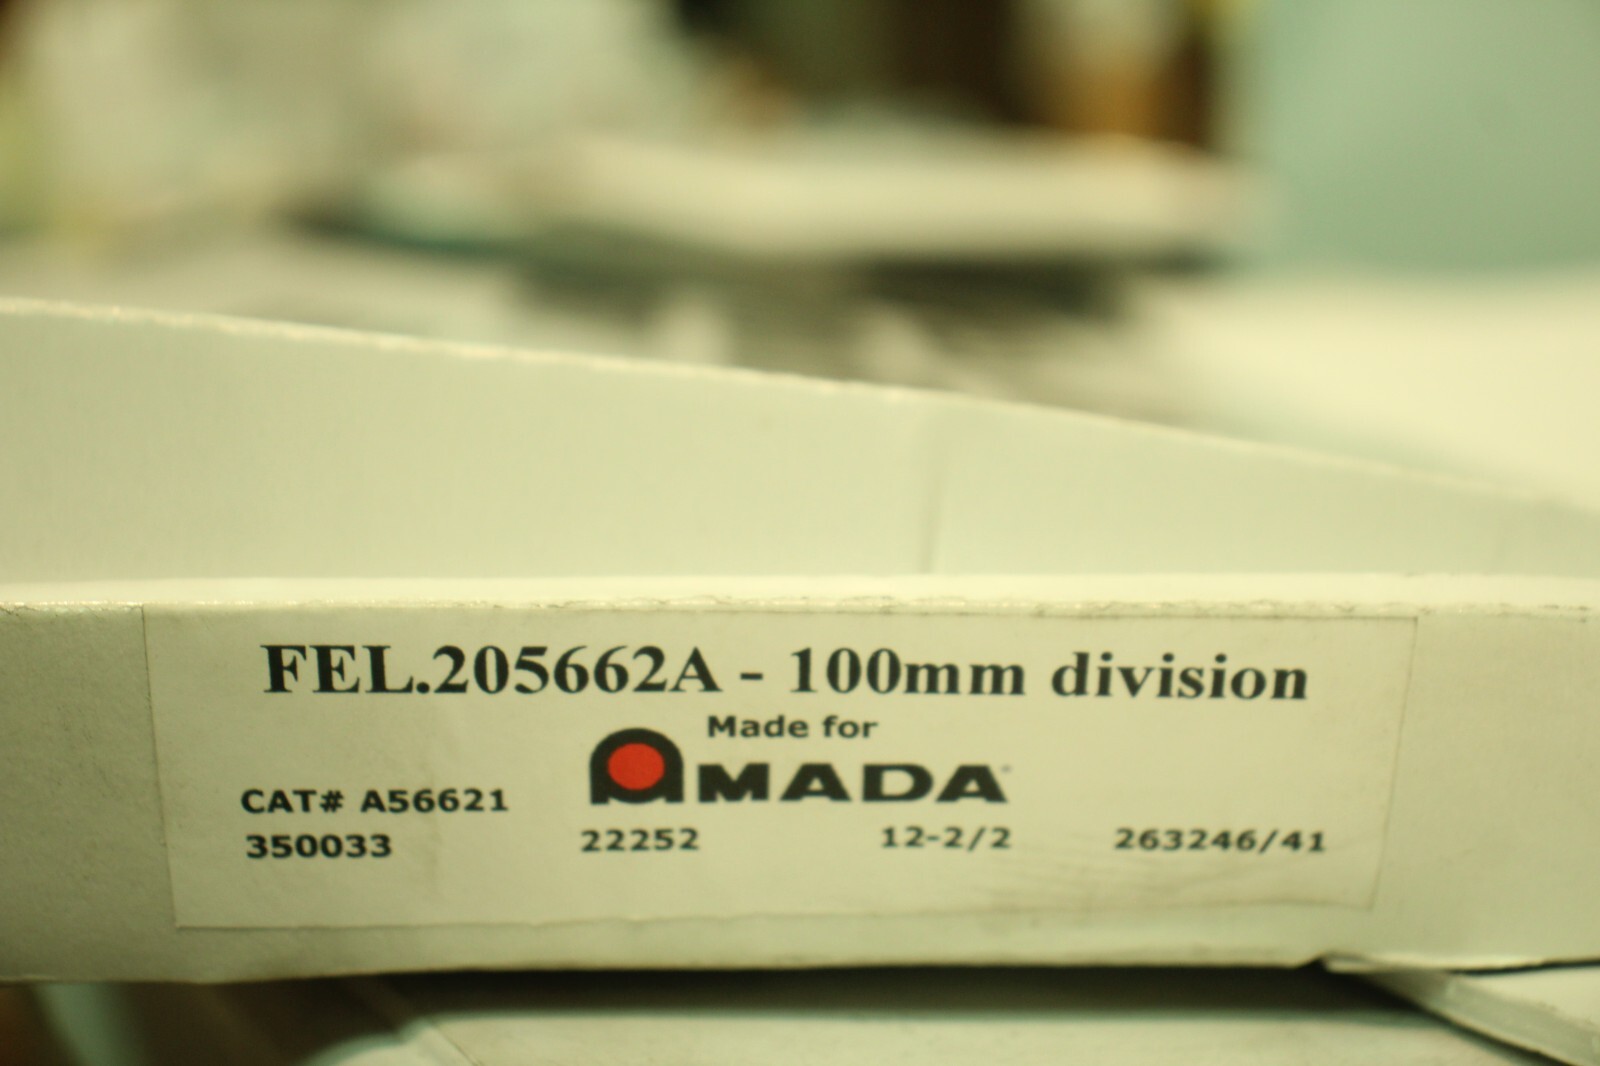 FEL.205662A - 100mm division
Made for
AMADA
CAT# A56621
350033 22252 12-2/2 263246/41